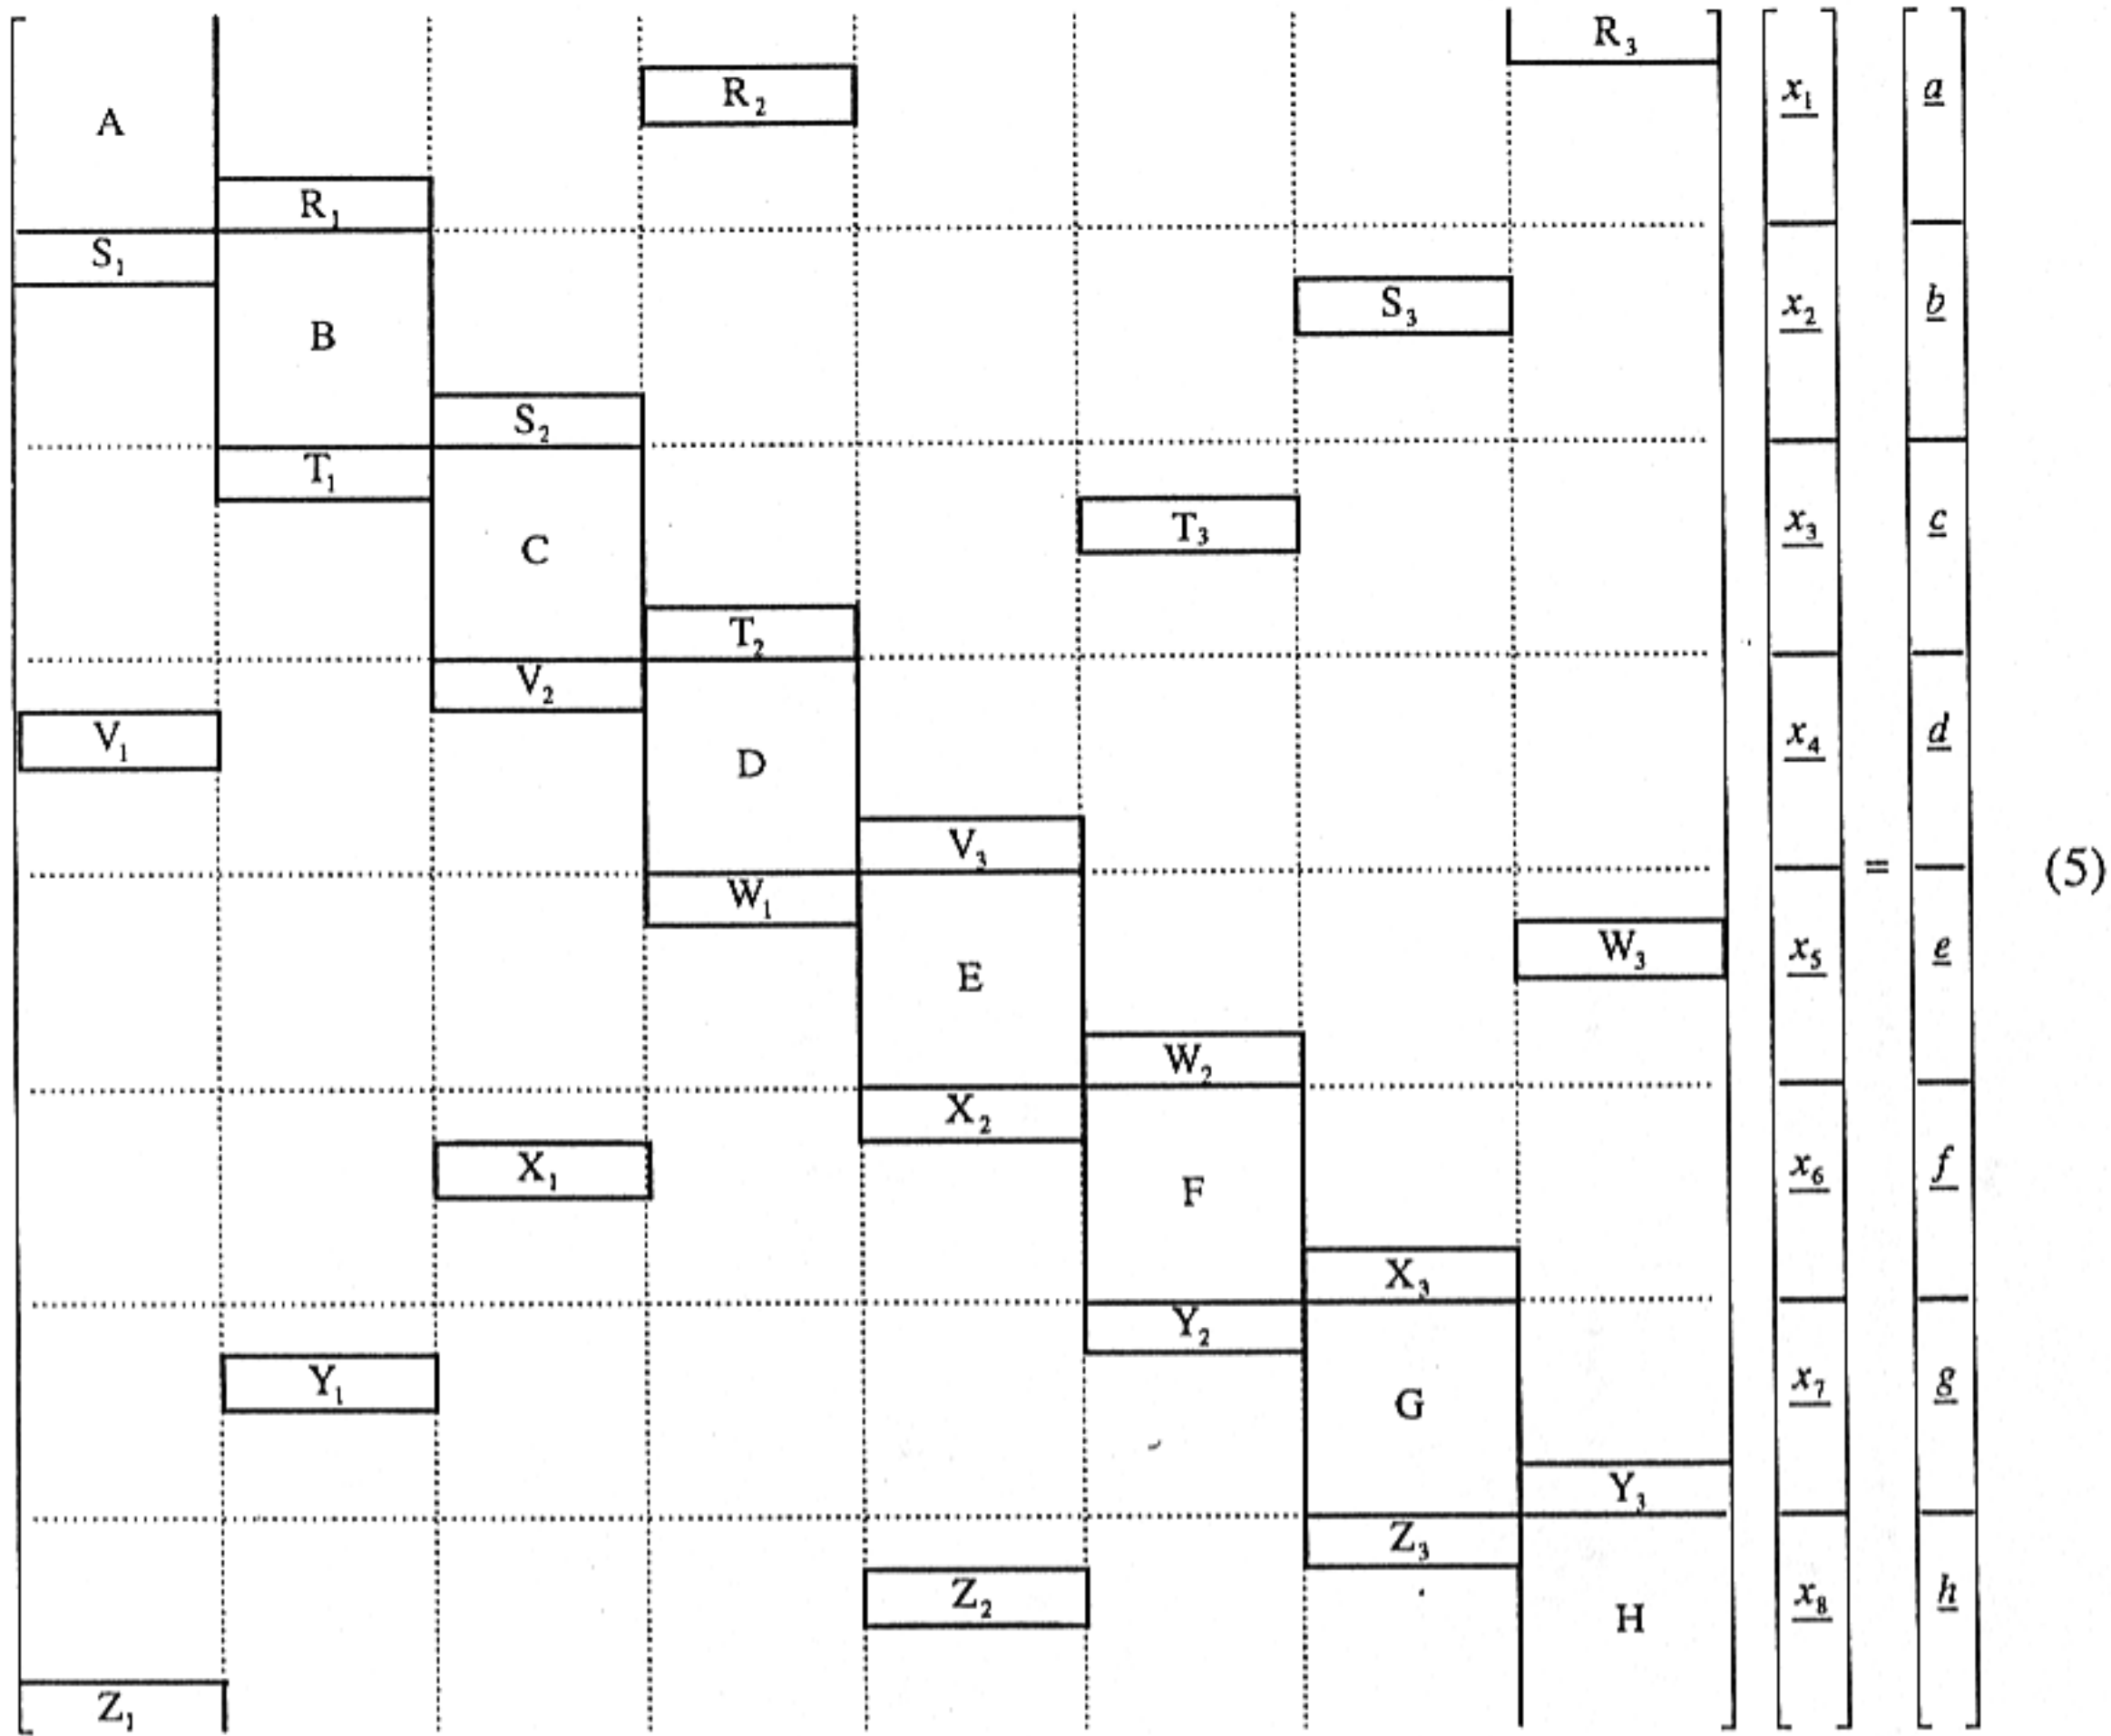 R₃
R₂ x₁ a
A
R₁
S₁
S₃ x₂ b
B
S₂
T₁
T₃ x₃ c
C
T₂
V₂
V₁ x₄ d
D
V₃
= (5)
W₁
W₃ x₅ e
E
W₂
X₂
X₁ x₆ f
F
X₃
Y₂
Y₁ x₇ g
G
Y₃
Z₃
Z₂ x₈ h
H
Z₁